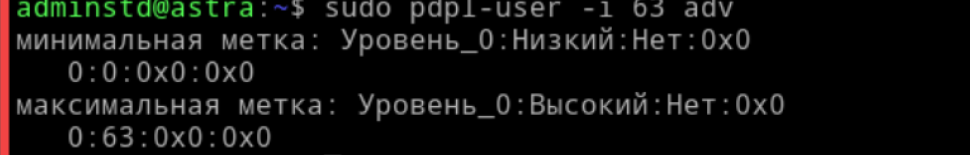 adminstd@astra:~$ sudo pdpl-user -i 63 adv
минимальная метка: Уровень_0:Низкий:Нет:0x0
0:0:0x0:0x0
максимальная метка: Уровень_0:Высокий:Нет:0x0
0:63:0x0:0x0